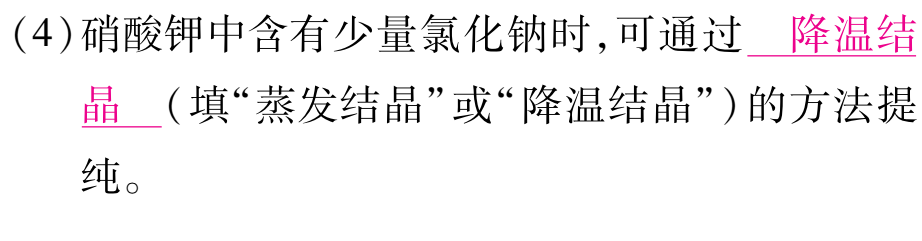 (4)硝酸钾中含有少量氯化钠时,可通过 降温结
晶 (填“蒸发结晶”或“降温结晶”)的方法提
纯。